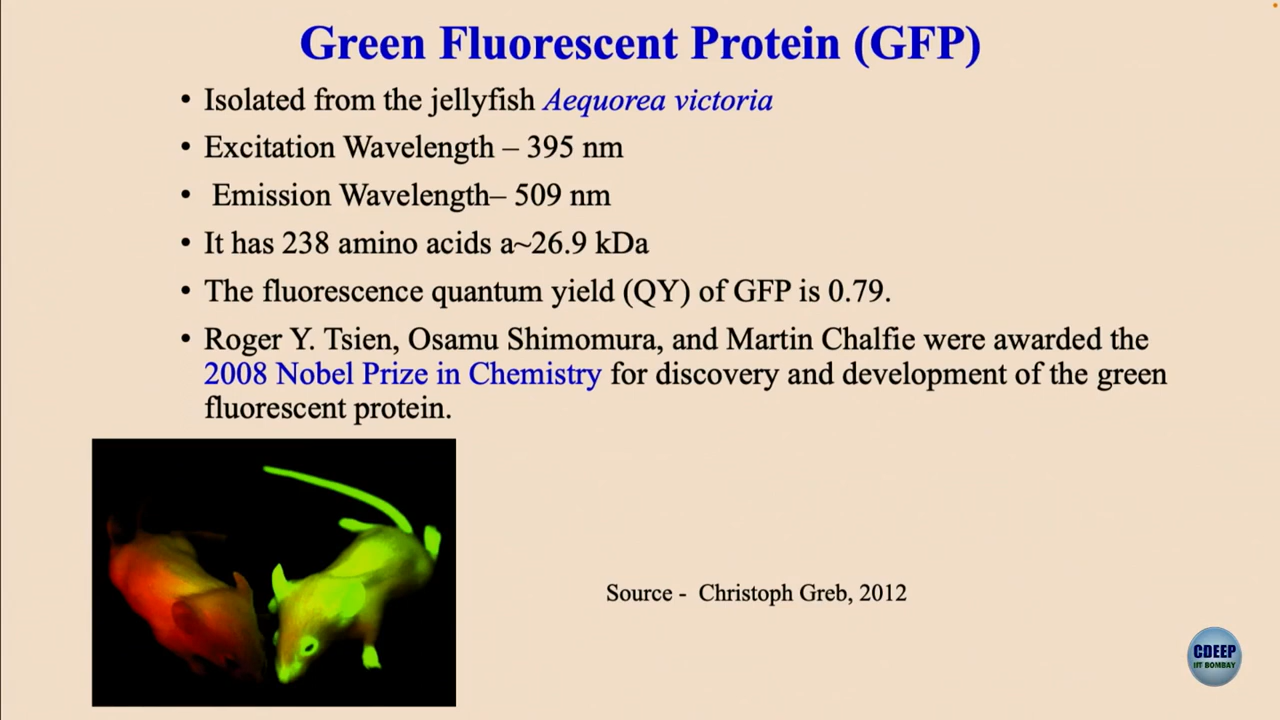 Green Fluorescent Protein (GFP)
• Isolated from the jellyfish Aequorea victoria
• Excitation Wavelength – 395 nm
• Emission Wavelength– 509 nm
• It has 238 amino acids a~26.9 kDa
• The fluorescence quantum yield (QY) of GFP is 0.79.
• Roger Y. Tsien, Osamu Shimomura, and Martin Chalfie were awarded the
2008 Nobel Prize in Chemistry for discovery and development of the green
fluorescent protein.
Source - Christoph Greb, 2012
CDEEP
IIT BOMBAY